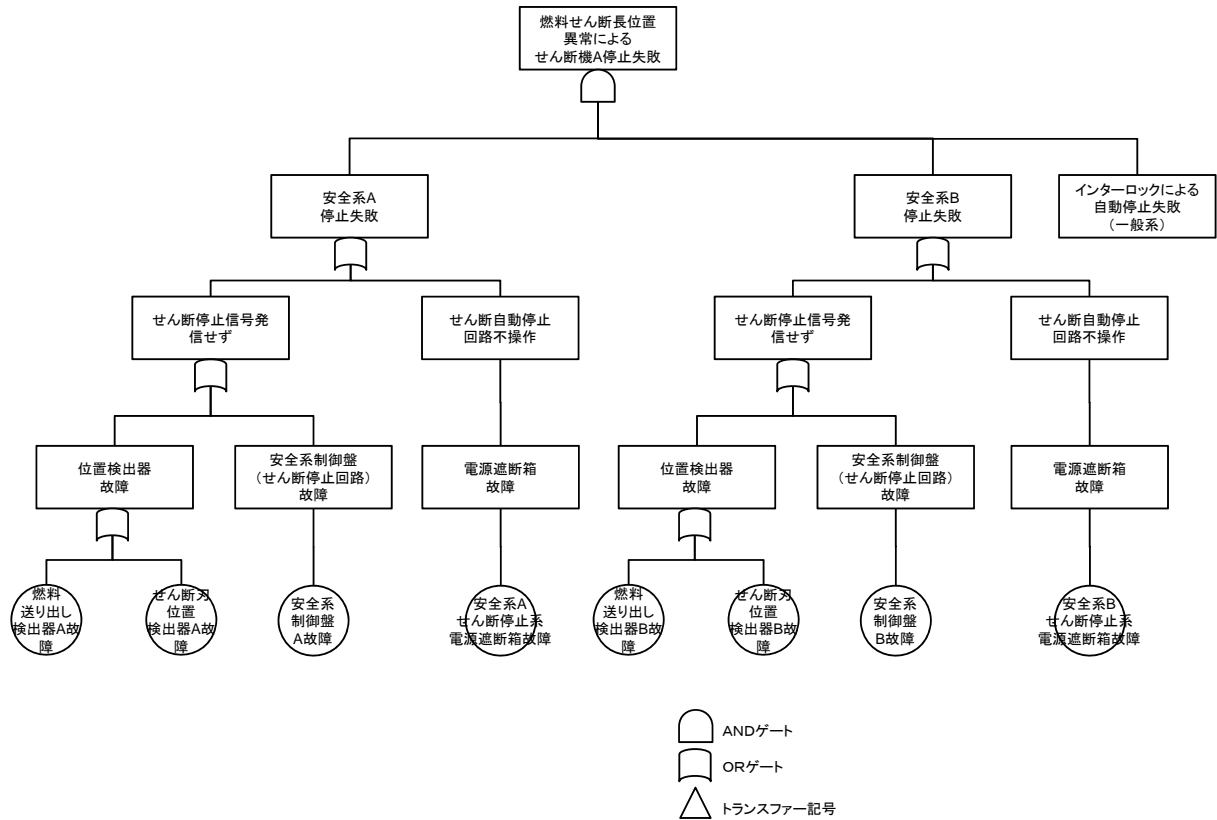 燃料せん断長位置
異常による
せん断機A停止失敗
安全系A
停止失敗
安全系B
停止失敗
インターロックによる
自動停止失敗
（一般系）
せん断停止信号発
信せず
せん断自動停止
回路不操作
せん断停止信号発
信せず
せん断自動停止
回路不操作
位置検出器
故障
安全系制御盤
（せん断停止回路）
故障
電源遮断箱
故障
位置検出器
故障
安全系制御盤
（せん断停止回路）
故障
電源遮断箱
故障
燃料
送り出し
検出器A故
障
せん断刃
位置
検出器A故
障
安全系
制御盤
A故障
安全系A
せん断停止系
電源遮断箱故障
燃料
送り出し
検出器B故
障
せん断刃
位置
検出器B故
障
安全系
制御盤
B故障
安全系B
せん断停止系
電源遮断箱故障
ANDゲート
ORゲート
トランスファー記号